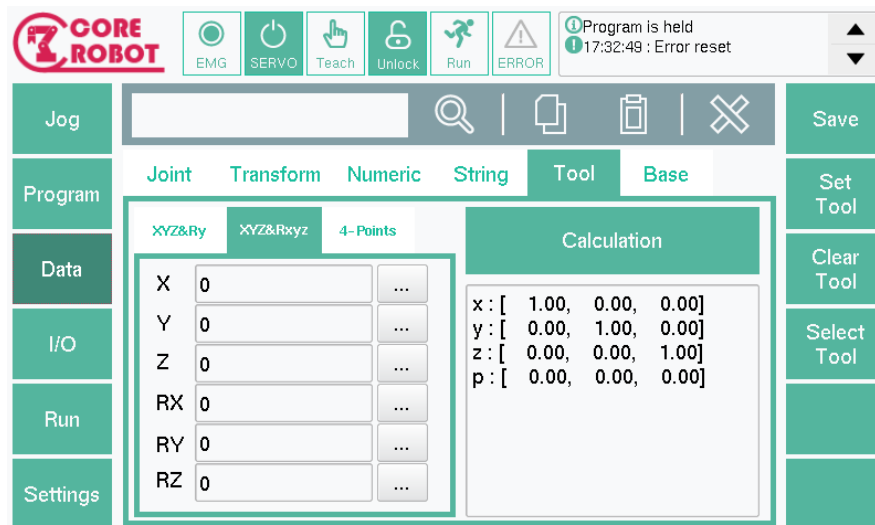 CORE
ROBOT
EMG
SERVO
Teach
Unlock
Run
ERROR
Program is held
17:32:49 : Error reset
Jog
Program
Data
I/O
Run
Settings
Joint
Transform
Numeric
String
Tool
Base
XYZ&Ry
XYZ&Rxyz
4-Points
X 0 ...
Y 0 ...
Z 0 ...
RX 0 ...
RY 0 ...
RZ 0 ...
Calculation
x : [ 1.00, 0.00, 0.00]
y : [ 0.00, 1.00, 0.00]
z : [ 0.00, 0.00, 1.00]
p : [ 0.00, 0.00, 0.00]
Save
Set
Tool
Clear
Tool
Select
Tool